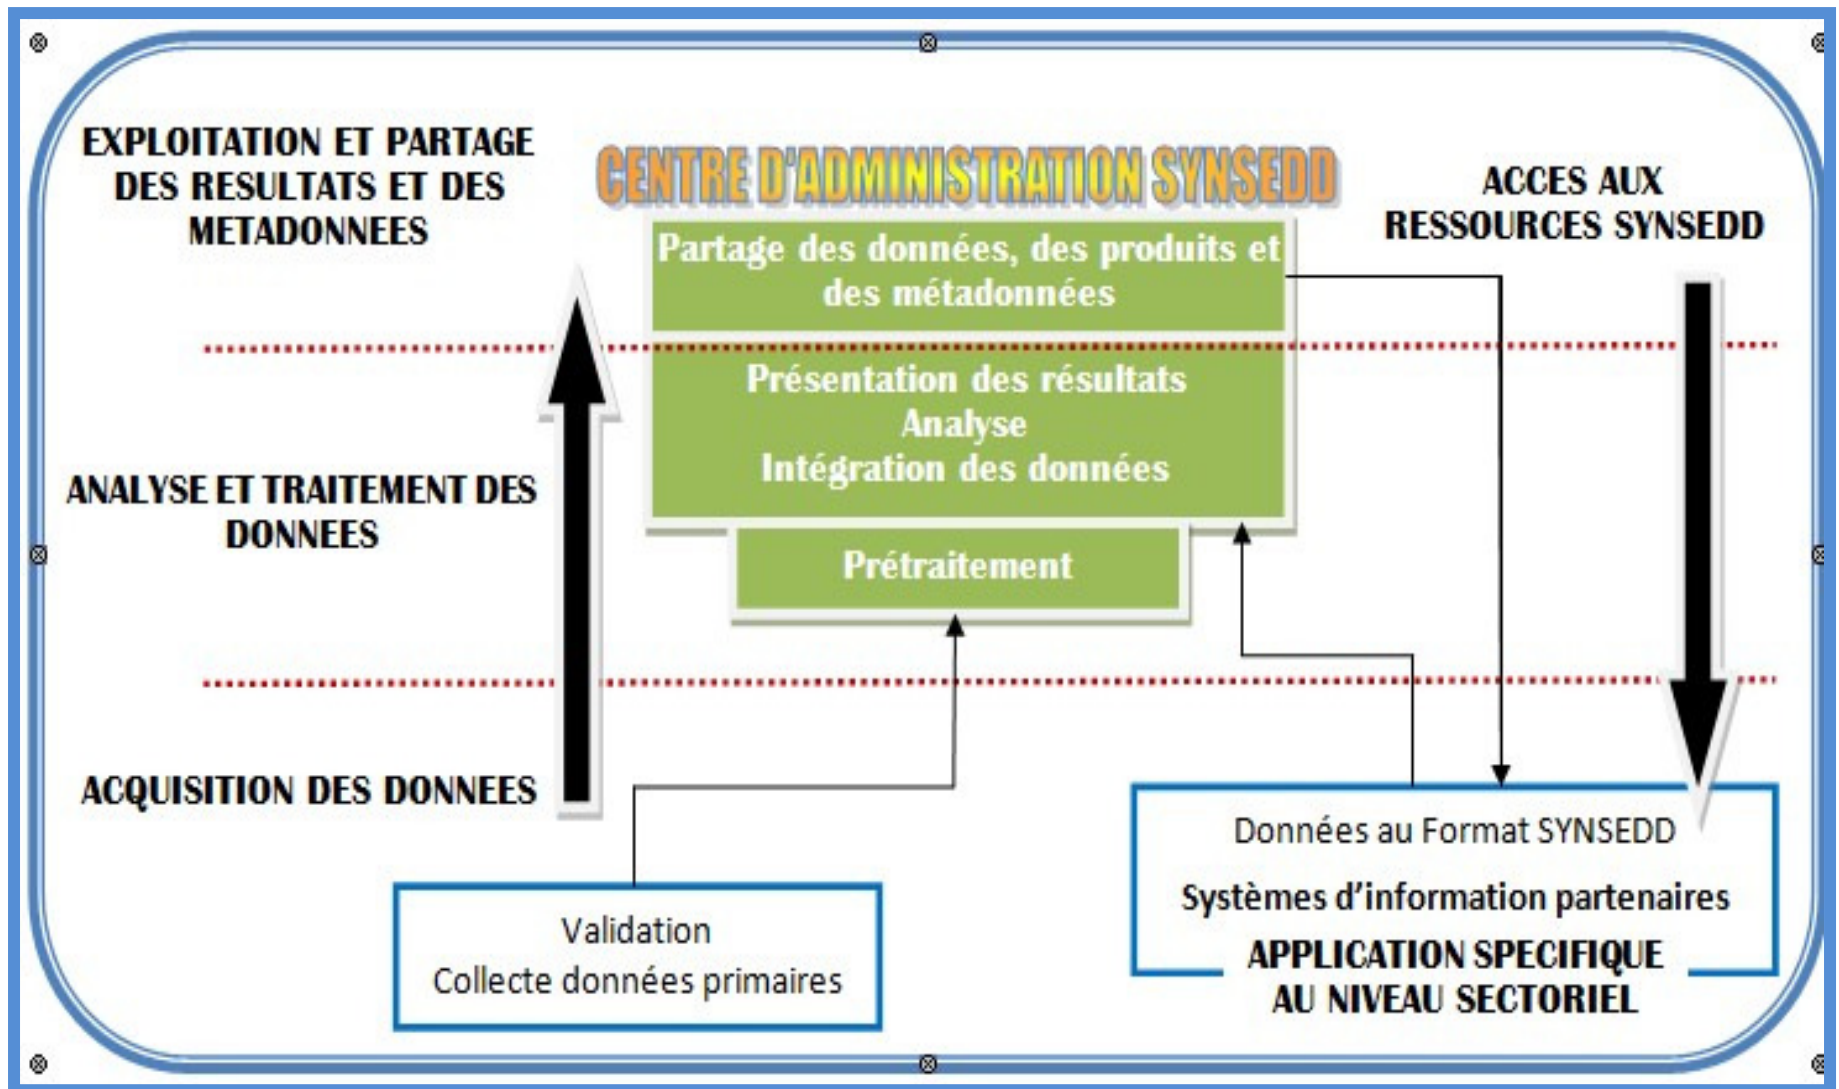 EXPLOITATION ET PARTAGE
DES RESULTATS ET DES
METADONNEES
CENTRE D'ADMINISTRATION SYNSEDD
ACCES AUX
RESSOURCES SYNSEDD
Partage des données, des produits et
des métadonnées
Présentation des résultats
Analyse
Intégration des données
ANALYSE ET TRAITEMENT DES
DONNEES
Prétraitement
ACQUISITION DES DONNEES
Validation
Collecte données primaires
Données au Format SYNSEDD
Systèmes d’information partenaires
APPLICATION SPECIFIQUE
AU NIVEAU SECTORIEL